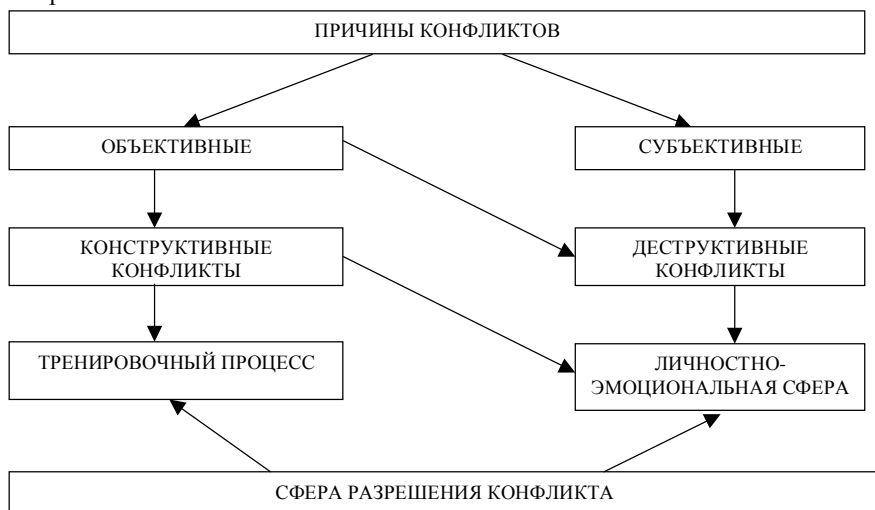 ПРИЧИНЫ КОНФЛИКТОВ
ОБЪЕКТИВНЫЕ
СУБЪЕКТИВНЫЕ
КОНСТРУКТИВНЫЕ
КОНФЛИКТЫ
ДЕСТРУКТИВНЫЕ
КОНФЛИКТЫ
ТРЕНИРОВОЧНЫЙ ПРОЦЕСС
ЛИЧНОСТНО-
ЭМОЦИОНАЛЬНАЯ СФЕРА
СФЕРА РАЗРЕШЕНИЯ КОНФЛИКТА